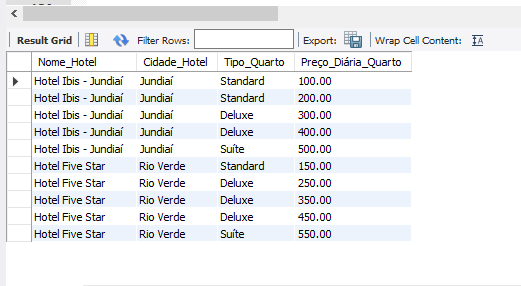 Result Grid Filter Rows: Export: Wrap Cell Content:
Nome_Hotel Cidade_Hotel Tipo_Quarto Preço_Diária_Quarto
Hotel Ibis - Jundiaí Jundiaí Standard 100.00
Hotel Ibis - Jundiaí Jundiaí Standard 200.00
Hotel Ibis - Jundiaí Jundiaí Deluxe 300.00
Hotel Ibis - Jundiaí Jundiaí Deluxe 400.00
Hotel Ibis - Jundiaí Jundiaí Suíte 500.00
Hotel Five Star Rio Verde Standard 150.00
Hotel Five Star Rio Verde Deluxe 250.00
Hotel Five Star Rio Verde Deluxe 350.00
Hotel Five Star Rio Verde Deluxe 450.00
Hotel Five Star Rio Verde Suíte 550.00